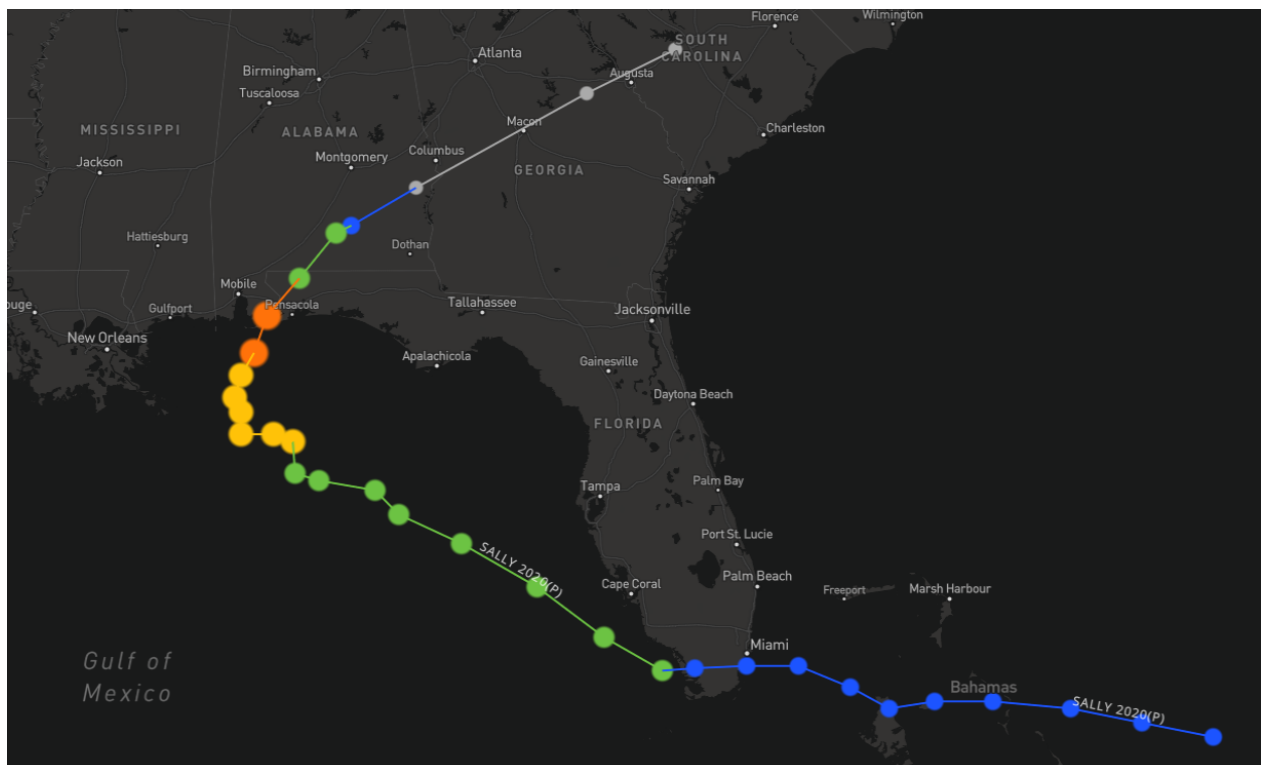 Florence
Wilmington
SOUTH
CAROLINA
Atlanta
Birmingham
Augusta
Tuscaloosa
MISSISSIPPI
ALABAMA
Macon
Charleston
Columbus
Montgomery
Jackson
GEORGIA
Savannah
Hattiesburg
Dothan
Mobile
ouge
Gulfport
Pensacola
Tallahassee
Jacksonville
New Orleans
Apalachicola
Gainesville
Daytona Beach
FLORIDA
Tampa
Palm Bay
Port St. Lucie
SALLY 2020(P)
Cape Coral
Palm Beach
Freeport
Marsh Harbour
Miami
Gulf of
Mexico
Bahamas
SALLY 2020(P)